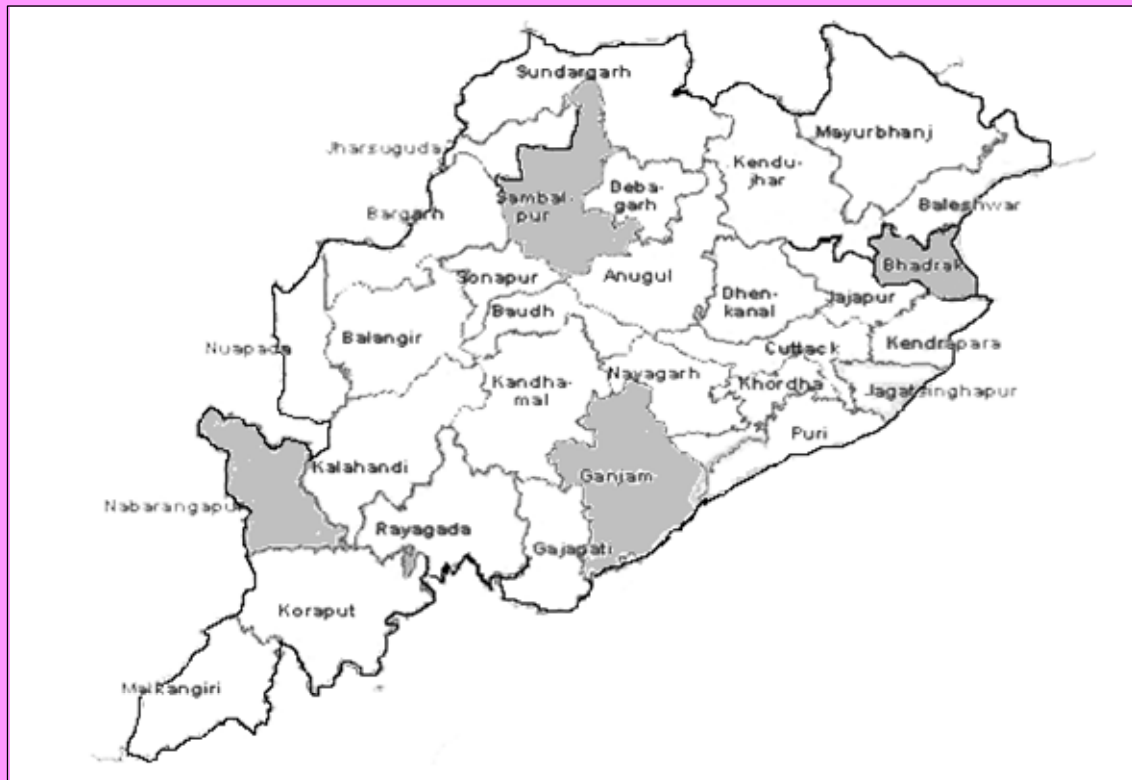 Sundargarh
Mayurbhanj
Jharsuguda
Kendu-
jhar
Deba-
garh
Sambal-
pur
Baleshwar
Bargarh
Bhadrak
Sonapur
Anugul
Dhen-
kanal
Jajapur
Baudh
Balangir
Nuapada
Cuttack
Kendrapara
Nayagarh
Kandha-
mal
Khordha
Jagatsinghapur
Puri
Kalahandi
Ganjam
Nabarangapur
Rayagada
Gajapati
Koraput
Malkangiri